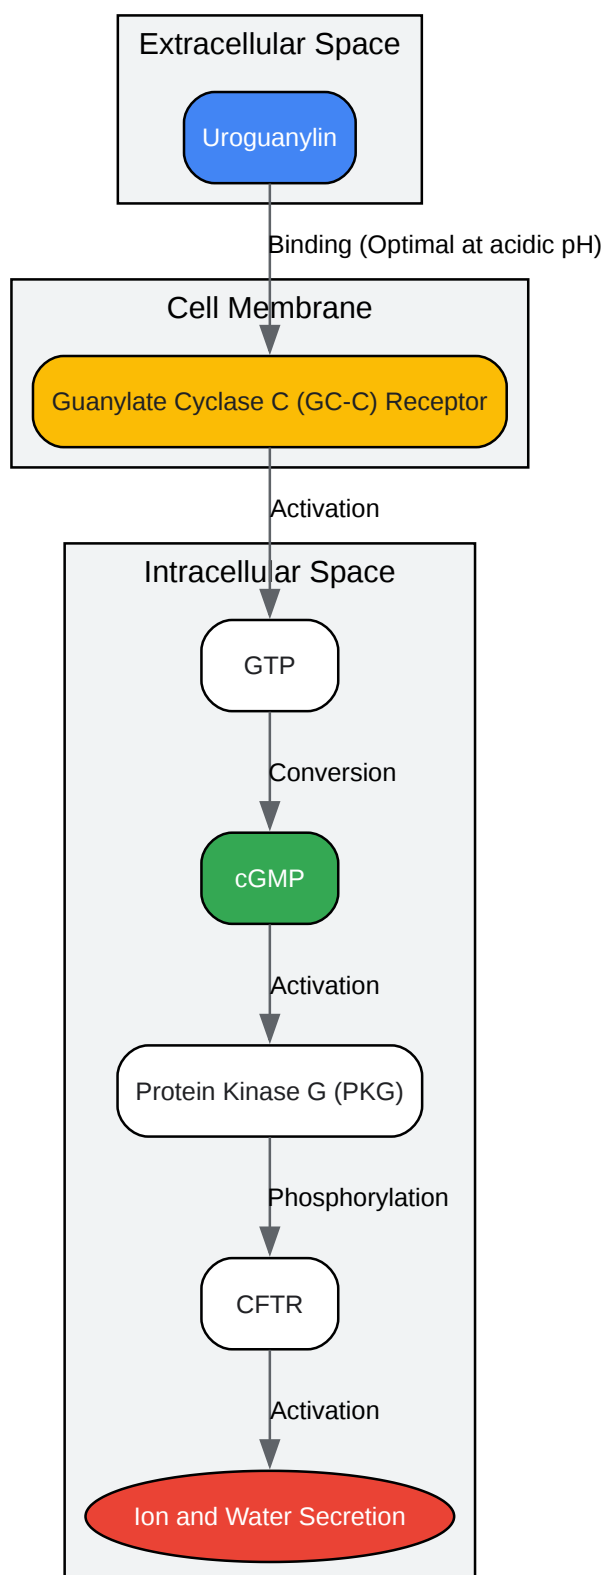 Extracellular Space
Uroguanylin
Binding (Optimal at acidic pH)
Cell Membrane
Guanylate Cyclase C (GC-C) Receptor
Activation
Intracellular Space
GTP
Conversion
cGMP
Activation
Protein Kinase G (PKG)
Phosphorylation
CFTR
Activation
Ion and Water Secretion